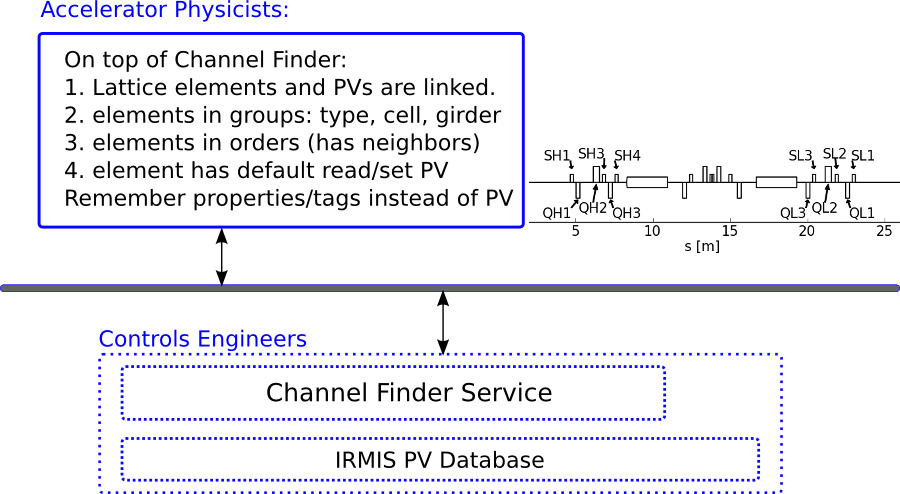 Accelerator Physicists:
On top of Channel Finder:
1. Lattice elements and PVs are linked.
2. elements in groups: type, cell, girder
3. elements in orders (has neighbors)
4. element has default read/set PV
Remember properties/tags instead of PV
SH1 SH3 SH4 SL3 SL2 SL1
QH1 QH2 QH3 QL3 QL2 QL1
5 10 15 20 25
s [m]
Controls Engineers
Channel Finder Service
IRMIS PV Database